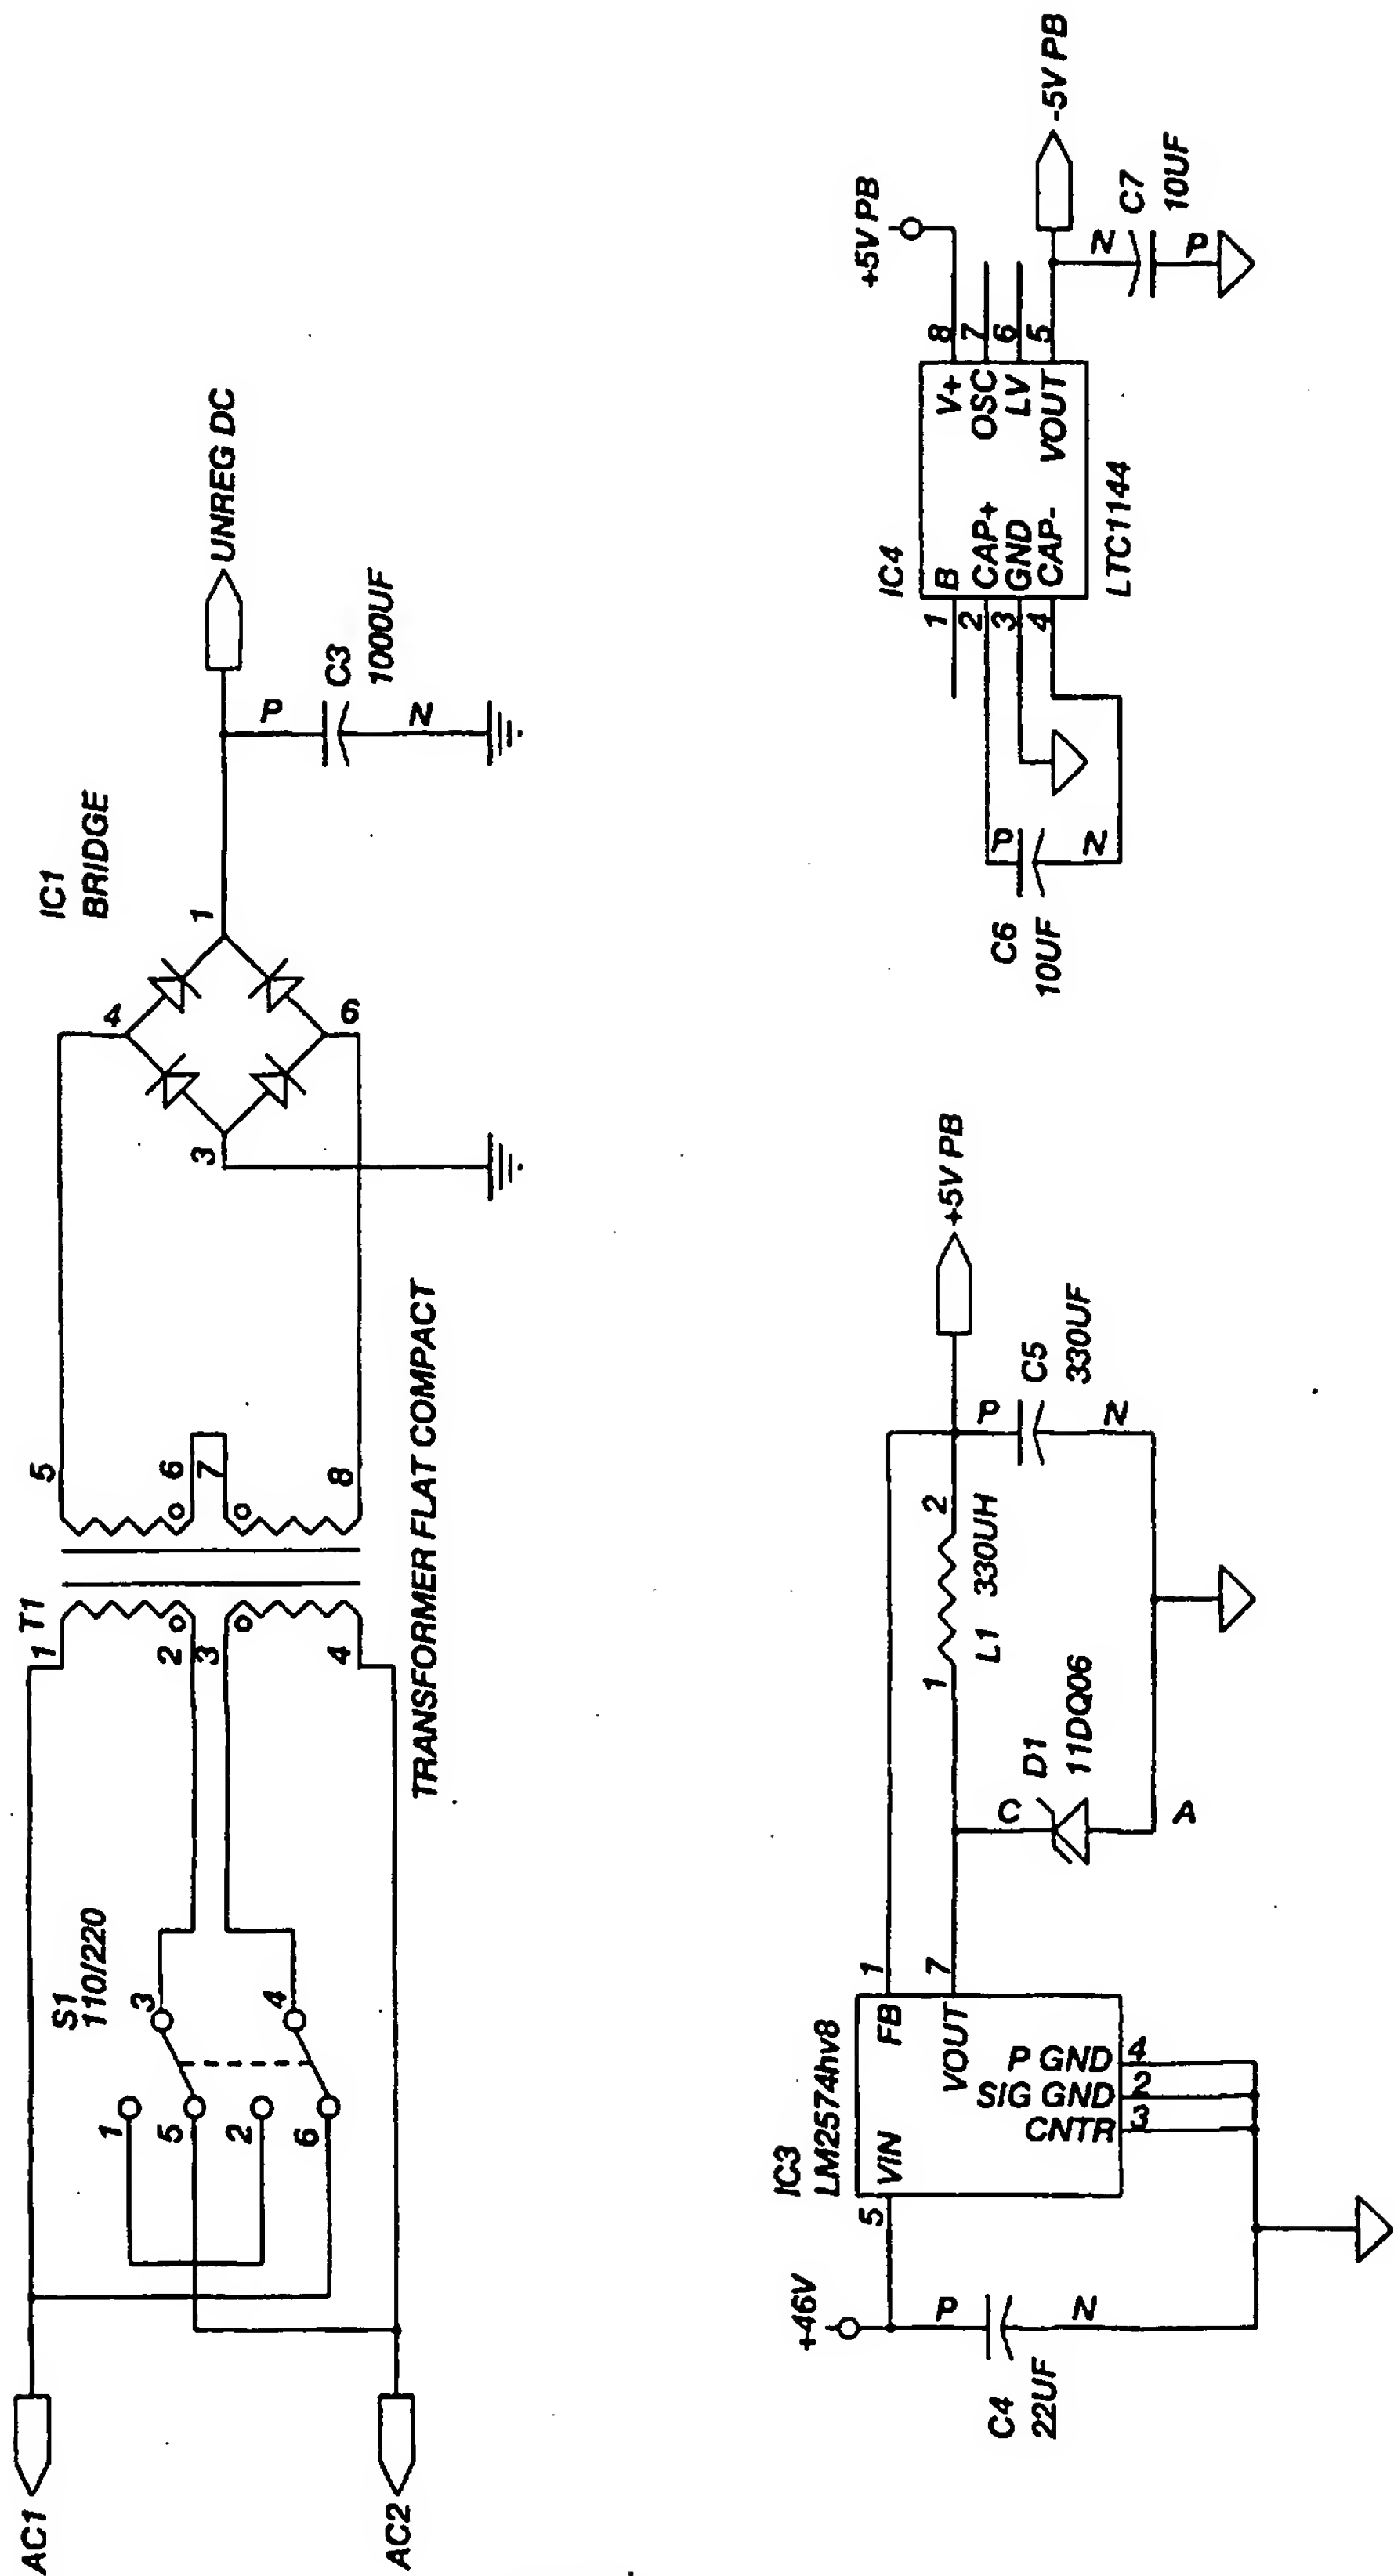 AC1
AC2
S1
110/220
1
5
2
6
3
4
T1
1
2
3
4
5
6
7
8
TRANSFORMER FLAT COMPACT
IC1
BRIDGE
4
3
1
6
P
N
C3
1000UF
UNREG DC
+46V
C4
22UF
P
N
IC3
LM2574hv8
5
VIN
FB
VOUT
P GND
SIG GND
CNTR
1
7
4
2
3
C
A
D1
11DQ06
1
2
L1
330UH
P
N
C5
330UF
+5V PB
C6
10UF
P
N
IC4
1
2
3
4
B
CAP+
GND
CAP-
V+
OSC
LV
VOUT
8
7
6
5
LTC1144
+5V PB
N
P
C7
10UF
-5V PB